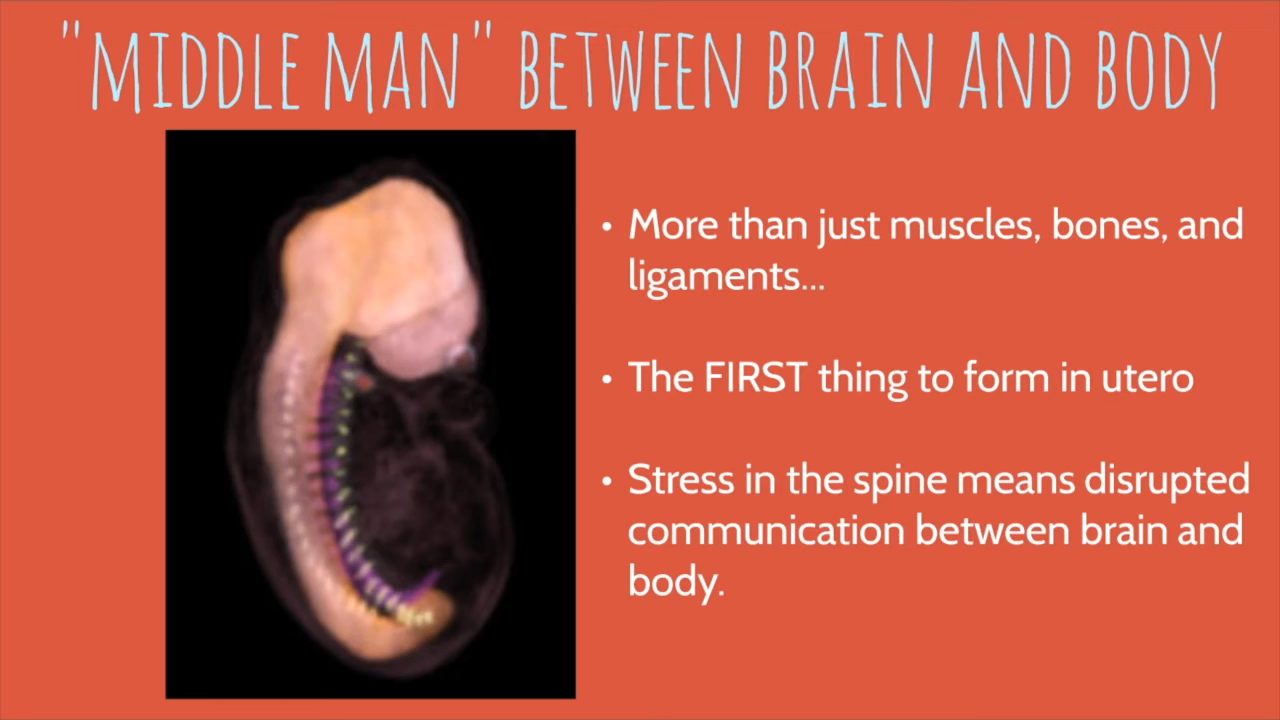 "MIDDLE MAN" BETWEEN BRAIN AND BODY
• More than just muscles, bones, and
ligaments...
• The FIRST thing to form in utero
• Stress in the spine means disrupted
communication between brain and
body.